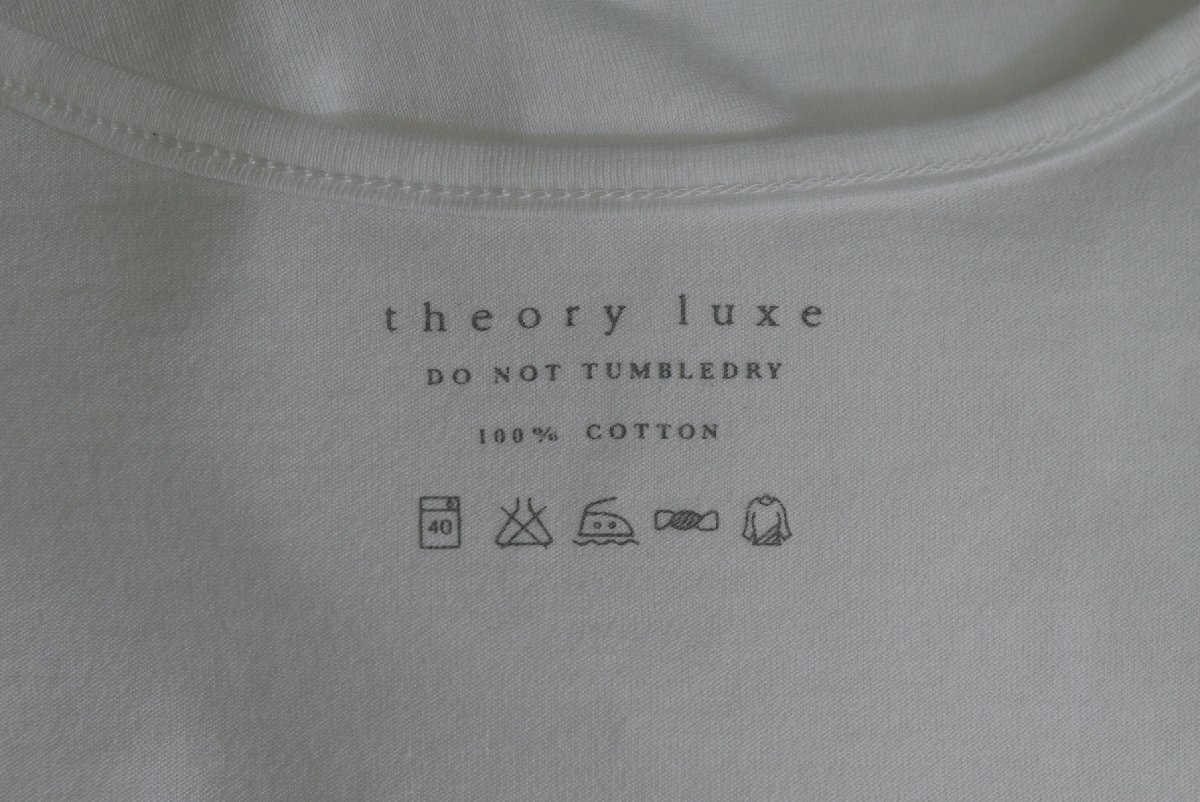 theory luxe
DO NOT TUMBLEDRY
100% COTTON
40